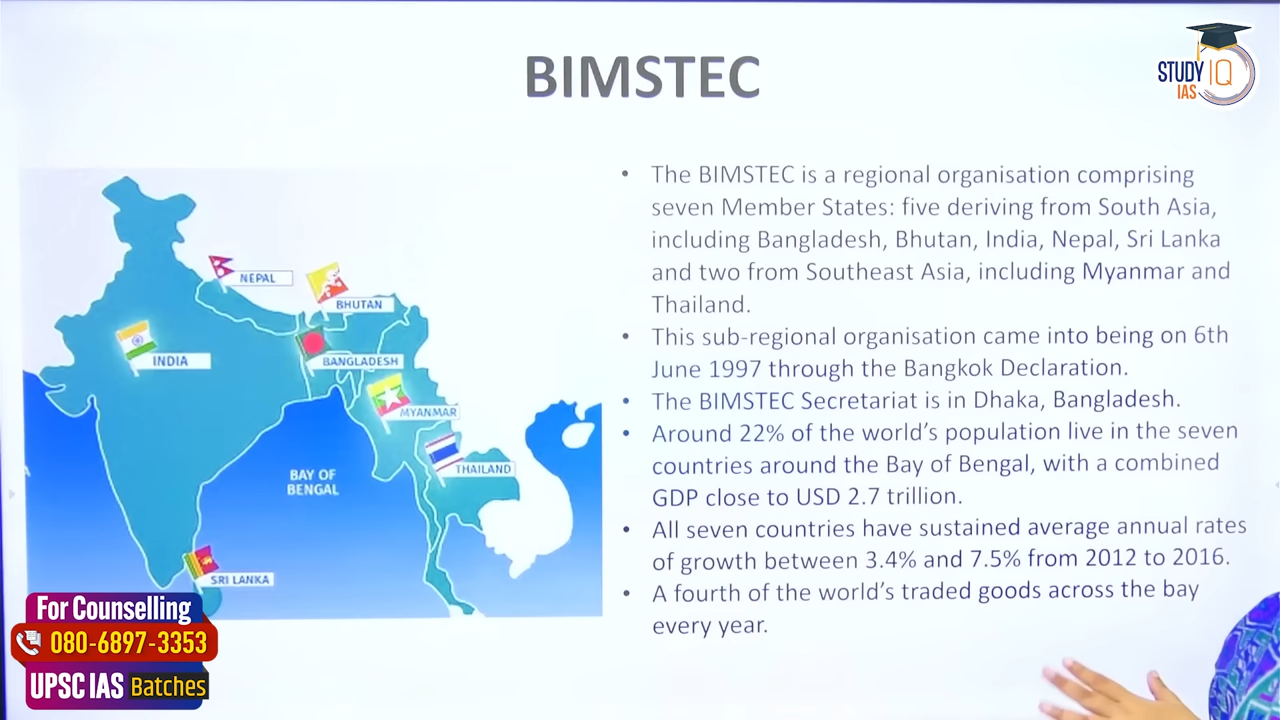 BIMSTEC
STUDY IQ
IAS
• The BIMSTEC is a regional organisation comprising
seven Member States: five deriving from South Asia,
including Bangladesh, Bhutan, India, Nepal, Sri Lanka
and two from Southeast Asia, including Myanmar and
Thailand.
• This sub-regional organisation came into being on 6th
June 1997 through the Bangkok Declaration.
• The BIMSTEC Secretariat is in Dhaka, Bangladesh.
• Around 22% of the world’s population live in the seven
countries around the Bay of Bengal, with a combined
GDP close to USD 2.7 trillion.
• All seven countries have sustained average annual rates
of growth between 3.4% and 7.5% from 2012 to 2016.
• A fourth of the world’s traded goods across the bay
every year.
NEPAL
BHUTAN
INDIA
BANGLADESH
MYANMAR
THAILAND
BAY OF
BENGAL
SRI LANKA
For Counselling
080-6897-3353
UPSC IAS Batches